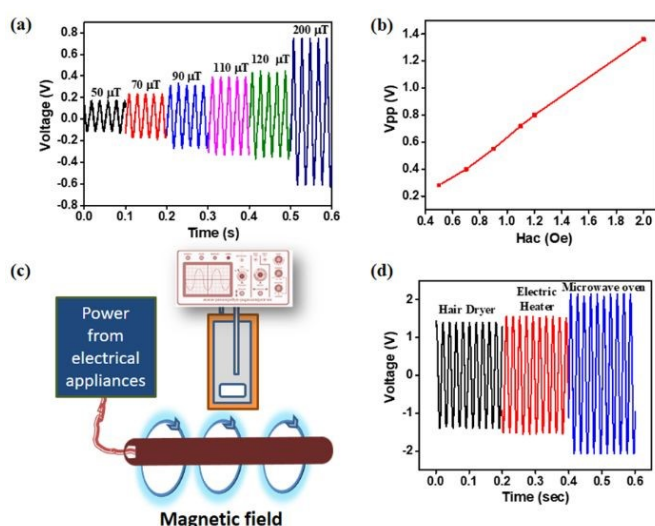 (a)
Voltage (V)
0.8
0.6
0.4
0.2
0.0
-0.2
-0.4
-0.6
-0.8
50 µT
70 µT
90 µT
110 µT
120 µT
200 µT
0.0 0.1 0.2 0.3 0.4 0.5 0.6
Time (s)
(b)
Vpp (V)
1.4
1.2
1.0
0.8
0.6
0.4
0.2
0.4 0.6 0.8 1.0 1.2 1.4 1.6 1.8 2.0
Hac (Oe)
(c)
Power
from
electrical
appliances
Magnetic field
(d)
Voltage (V)
2
1
0
-1
-2
Hair Dryer
Electric
Heater
Microwave oven
0.0 0.1 0.2 0.3 0.4 0.5 0.6
Time (sec)